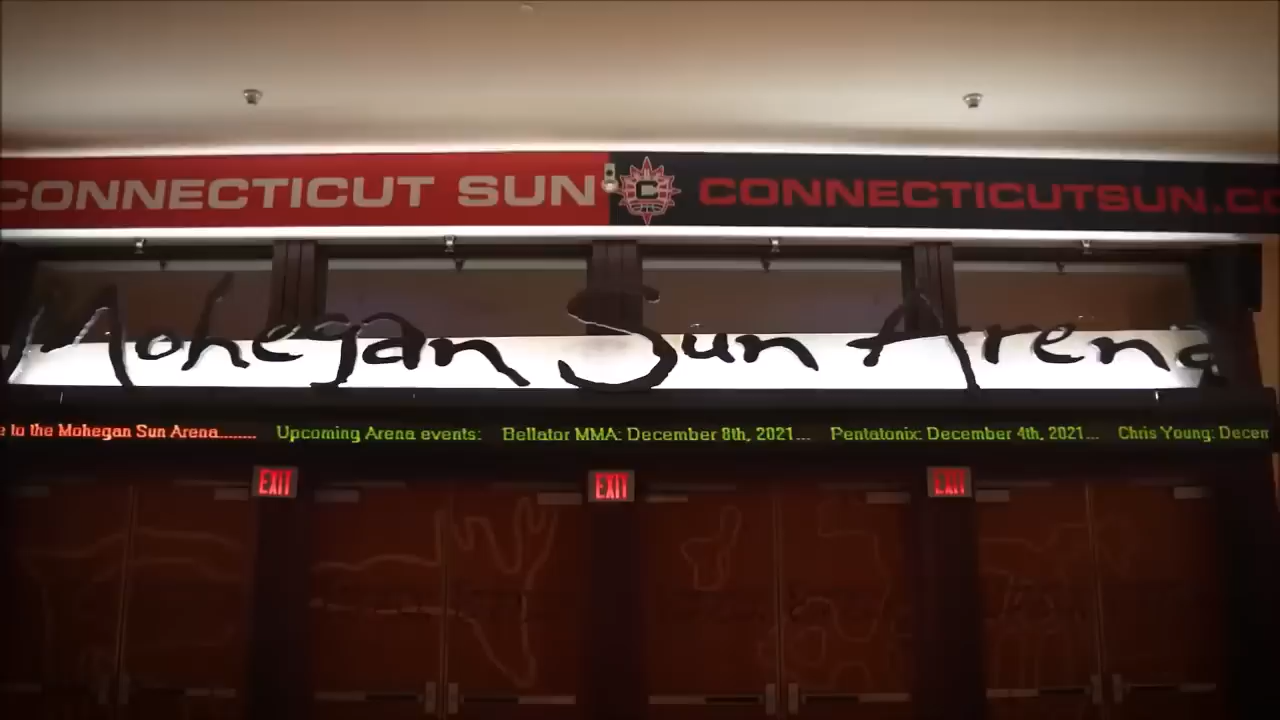 CONNECTICUT SUN C CONNECTICUTSUN.CO
Mohegan Sun Arena
e to the Mohegan Sun Arena........ Upcoming Arena events: Bellator MMA: December 8th, 2021... Pentatonix: December 4th, 2021... Chris Young: Decem
EXIT EXIT EXIT